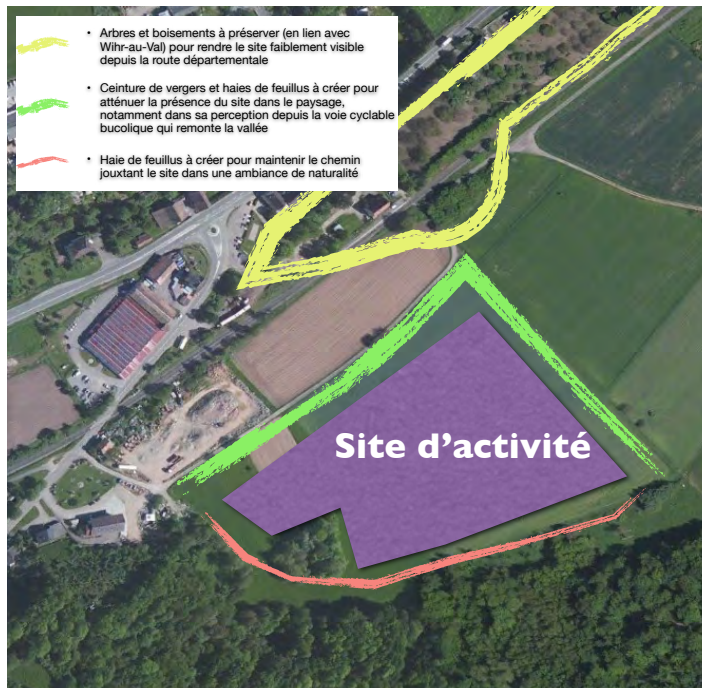 • Arbres et boisements à préserver (en lien avec
Wihr-au-Val) pour rendre le site faiblement visible
depuis la route départementale
• Ceinture de vergers et haies de feuillus à créer pour
atténuer la présence du site dans le paysage,
notamment dans sa perception depuis la voie cyclable
bucolique qui remonte la vallée
• Haie de feuillus à créer pour maintenir le chemin
jouxtant le site dans une ambiance de naturalité
Site d'activité